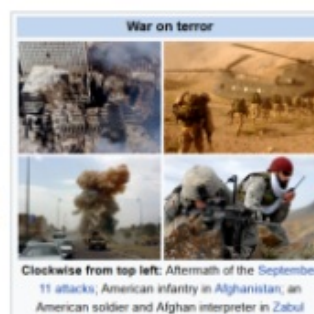 War on terror
Clockwise from top left: Aftermath of the Septembe
11 attacks; American infantry in Afghanistan; an
American soldier and Afghan interpreter in Zabul